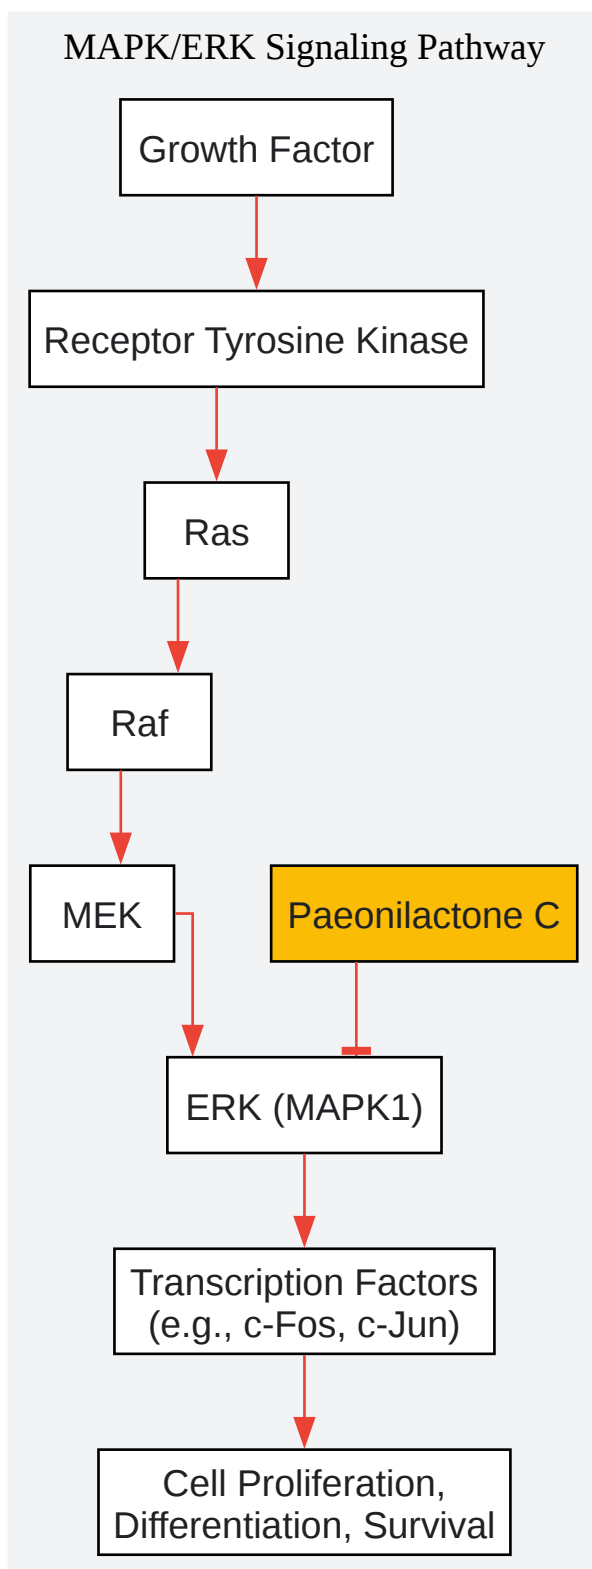 MAPK/ERK Signaling Pathway
Growth Factor
Receptor Tyrosine Kinase
Ras
Raf
MEK
Paeonilactone C
ERK (MAPK1)
Transcription Factors
(e.g., c-Fos, c-Jun)
Cell Proliferation,
Differentiation, Survival